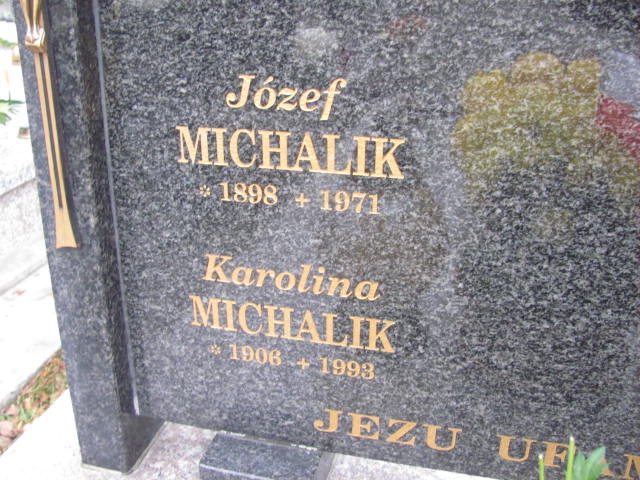 Józef
MICHALIK
* 1898 + 1971
Karolina
MICHALIK
* 1906 + 1993
JEZU